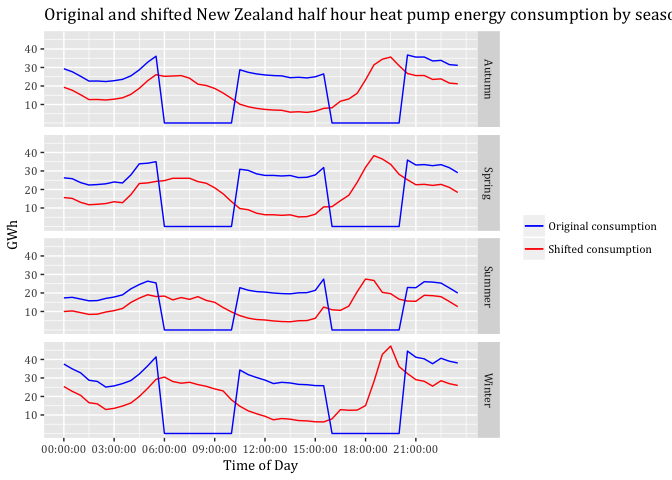 Original and shifted New Zealand half hour heat pump energy consumption by seaso
40
30
20
10
Autumn
40
30
20
10
Spring
GWh
Original consumption
Shifted consumption
40
30
20
10
Summer
40
30
20
10
Winter
00:00:00 03:00:00 06:00:00 09:00:00 12:00:00 15:00:00 18:00:00 21:00:00
Time of Day